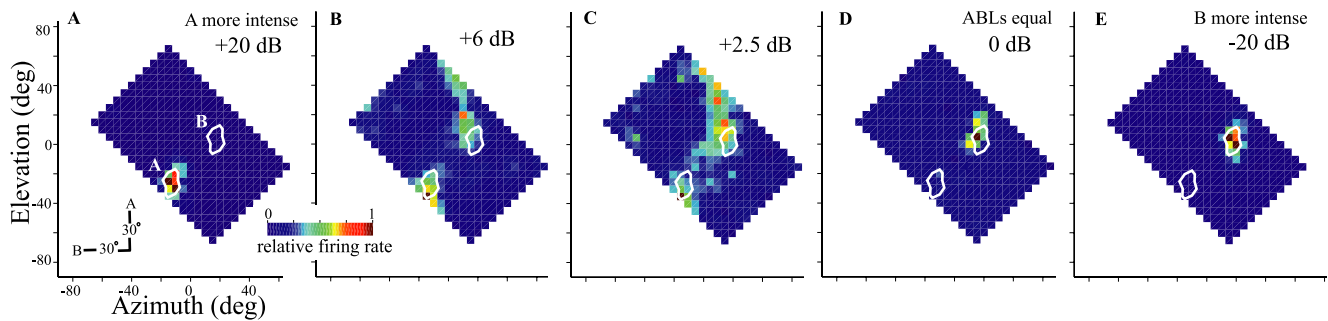 A A more intense
+20 dB
B +6 dB
C +2.5 dB
D ABLs equal
0 dB
E B more intense
-20 dB
Elevation (deg)
80
40
0
-40
-80
B
A
A
30°
B 30°
0 1
relative firing rate
-80 -40 0 40
Azimuth (deg)